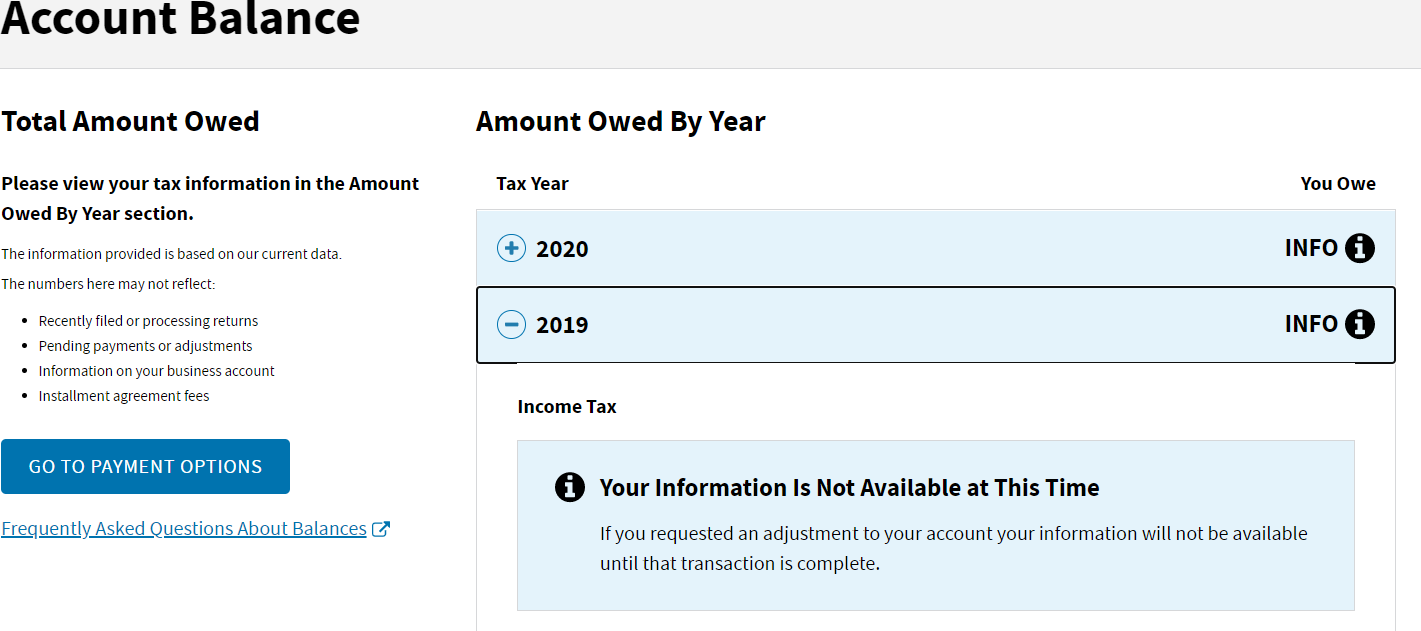 Account Balance
Total Amount Owed
Please view your tax information in the Amount
Owed By Year section.
The information provided is based on our current data.
The numbers here may not reflect:
Recently filed or processing returns
Pending payments or adjustments
Information on your business account
Installment agreement fees
GO TO PAYMENT OPTIONS
Frequently Asked Questions About Balances
Amount Owed By Year
Tax Year You Owe
2020 INFO
2019 INFO
Income Tax
Your Information Is Not Available at This Time
If you requested an adjustment to your account your information will not be available
until that transaction is complete.